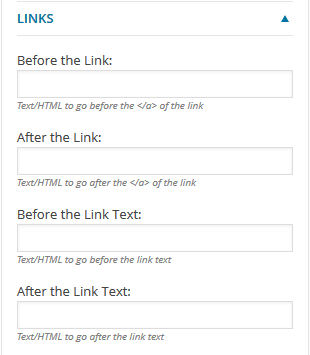 LINKS
Before the Link:
Text/HTML to go before the </a> of the link
After the Link:
Text/HTML to go after the </a> of the link
Before the Link Text:
Text/HTML to go before the link text
After the Link Text:
Text/HTML to go after the link text